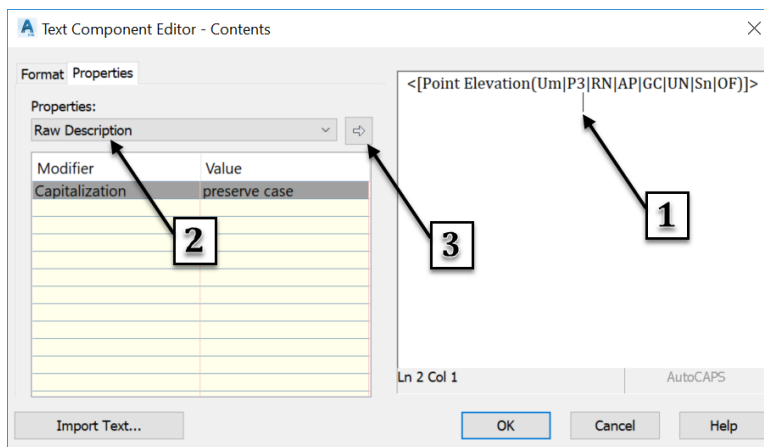 Text Component Editor - Contents
Format Properties
Properties:
Raw Description
Modifier Value
Capitalization preserve case
2
3
<[Point Elevation(Um|P3|RN|AP|GC|UN|Sn|OF)]>
1
Ln 2 Col 1 AutoCAPS
Import Text... OK Cancel Help